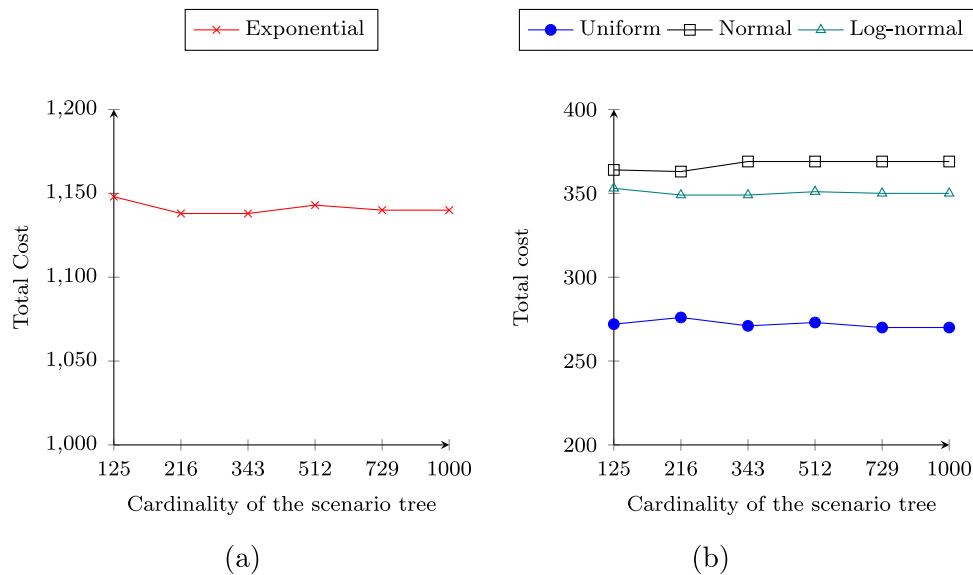 Exponential
1,200
1,150
1,100
1,050
1,000
Total Cost
125 216 343 512 729 1000
Cardinality of the scenario tree
(a)
Uniform Normal Log-normal
400
350
300
250
200
Total cost
125 216 343 512 729 1000
Cardinality of the scenario tree
(b)